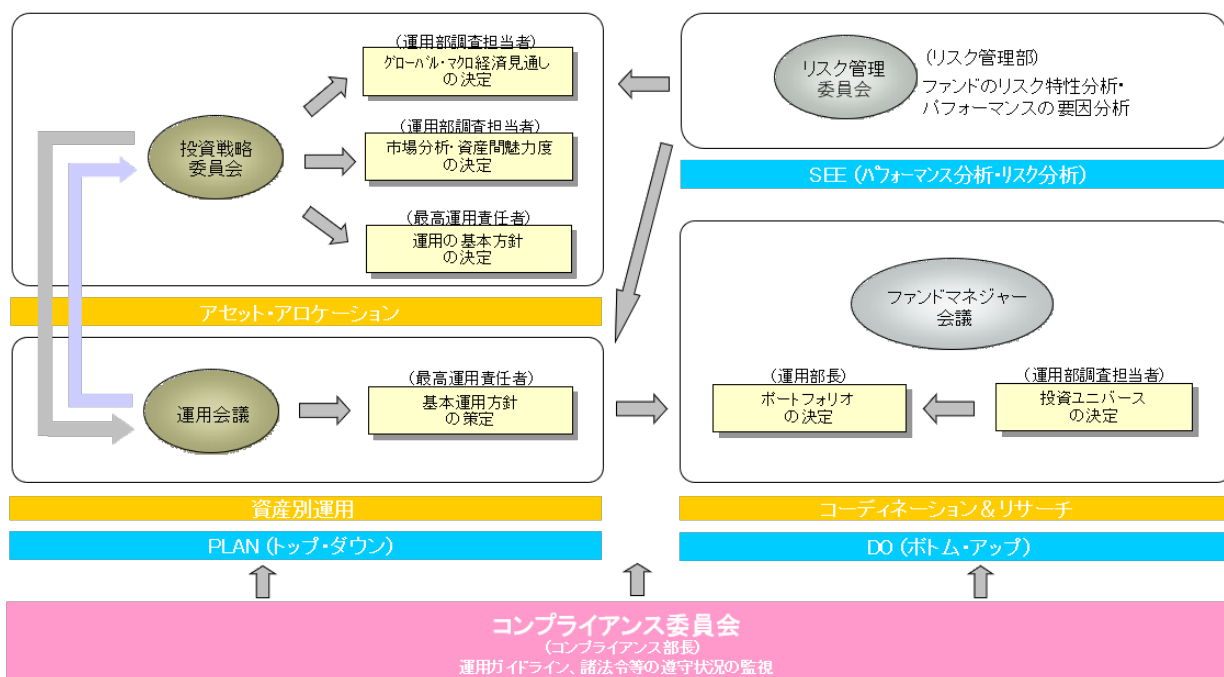 (運用部調査担当者)
グローバル・マクロ経済見通し
の決定
投資戦略
委員会
(運用部調査担当者)
市場分析・資産間魅力度
の決定
(最高運用責任者)
運用の基本方針
の決定
アセット・アロケーション
運用会議
(最高運用責任者)
基本運用方針
の策定
資産別運用
PLAN (トップ・ダウン)
リスク管理
委員会
(リスク管理部)
ファンドのリスク特性分析・
パフォーマンスの要因分析
SEE (パフォーマンス分析・リスク分析)
ファンドマネジャー
会議
(運用部長)
ポートフォリオ
の決定
(運用部調査担当者)
投資ユニバース
の決定
コーディネーション＆リサーチ
DO (ボトム・アップ)
コンプライアンス委員会
(コンプライアンス部長)
運用ガイドライン、諸法令等の遵守状況の監視